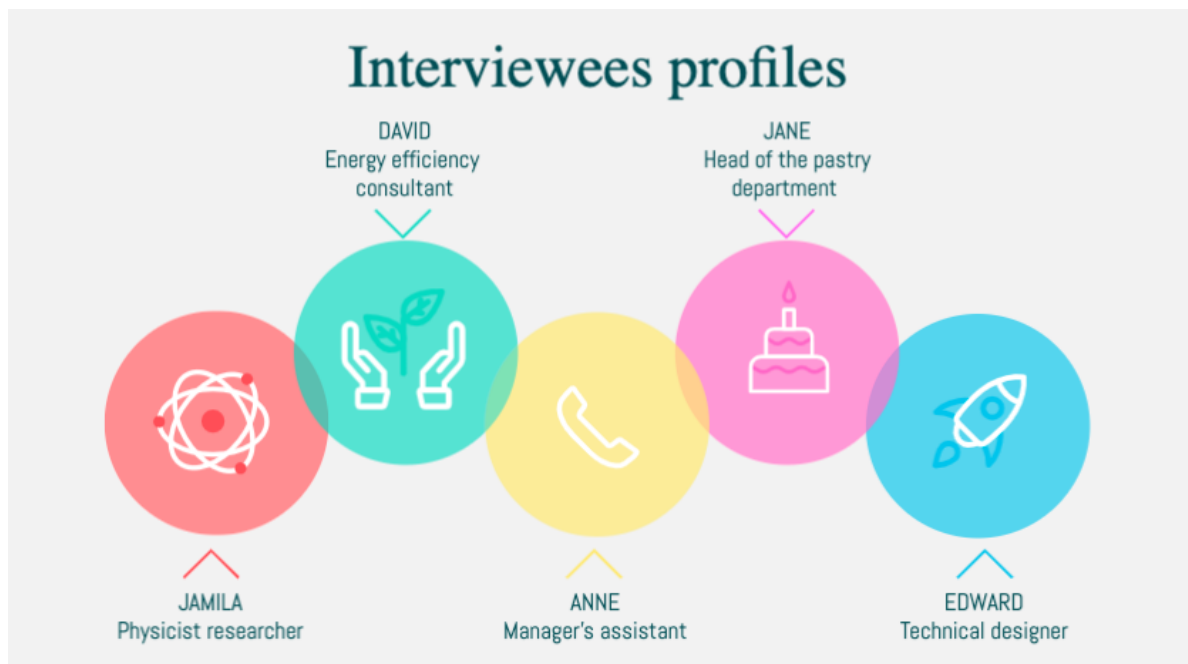 Interviewees profiles
DAVID
Energy efficiency
consultant
JANE
Head of the pastry
department
JAMILA
Physicist researcher
ANNE
Manager's assistant
EDWARD
Technical designer